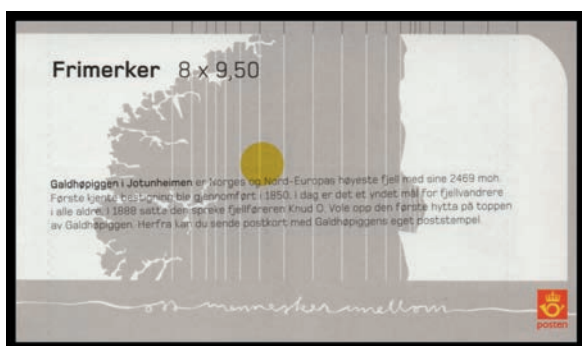 Frimerker 8 x 9,50
Galdhøpiggen i Jotunheimen er Norges og Nord-Europas høyeste fjell med sine 2469 moh.
Første kjente bestigning ble gjennomført i 1850. I dag er det et yndet mål for fjellvandrere
i alle aldre. I 1888 satta den spreke fjellføreren Knud O. Vole opp den første hytta på toppen
av Galdhøpiggen. Herfra kan du sende postkort med Galdhøpiggens eget poststempel.
oss mennesker imellom
posten